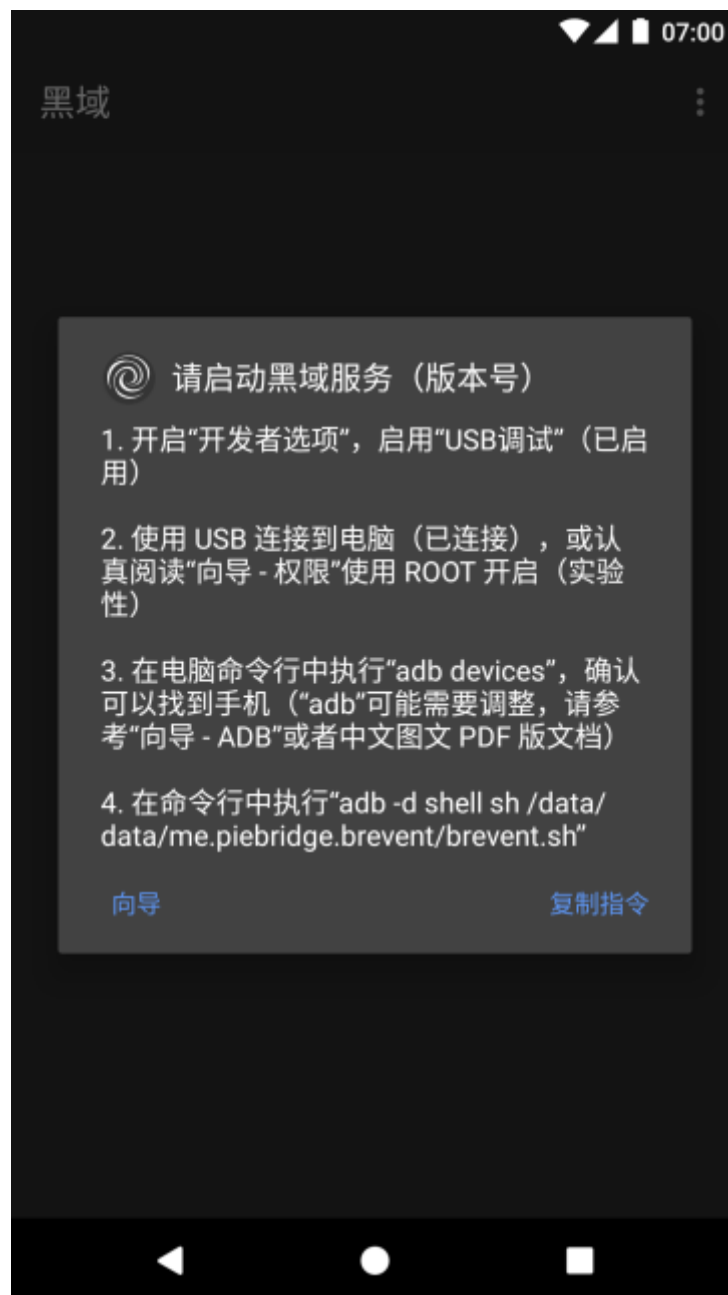 07:00
黑域
请启动黑域服务（版本号）
1. 开启“开发者选项”，启用“USB调试”（已启
用）
2. 使用 USB 连接到电脑（已连接），或认
真阅读“向导 - 权限”使用 ROOT 开启（实验
性）
3. 在电脑命令行中执行“adb devices”，确认
可以找到手机（“adb”可能需要调整，请参
考“向导 - ADB”或者中文图文 PDF 版文档）
4. 在命令行中执行“adb -d shell sh /data/
data/me.piebridge.brevent/brevent.sh”
向导
复制指令